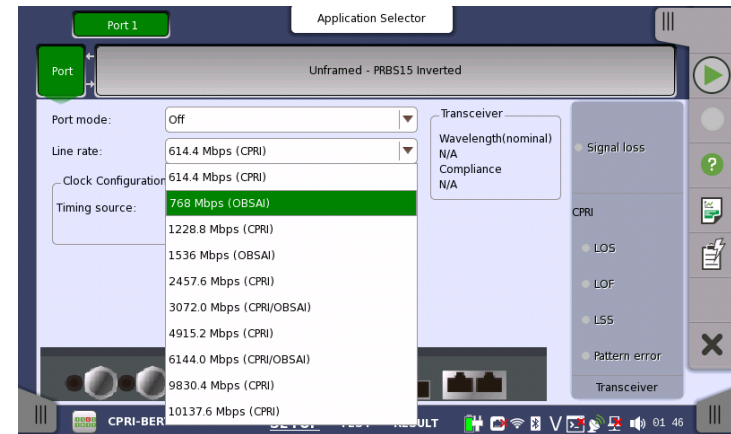 Port 1
Application Selector
Port
Unframed - PRBS15 Inverted
Port mode:
Off
Line rate:
614.4 Mbps (CPRI)
Clock Configuration
Timing source:
614.4 Mbps (CPRI)
768 Mbps (OBSAI)
1228.8 Mbps (CPRI)
1536 Mbps (OBSAI)
2457.6 Mbps (CPRI)
3072.0 Mbps (CPRI/OBSAI)
4915.2 Mbps (CPRI)
6144.0 Mbps (CPRI/OBSAI)
9830.4 Mbps (CPRI)
10137.6 Mbps (CPRI)
Transceiver
Wavelength(nominal)
N/A
Compliance
N/A
Signal loss
CPRI
LOS
LOF
LSS
Pattern error
Transceiver
CPRI-BER
01 46